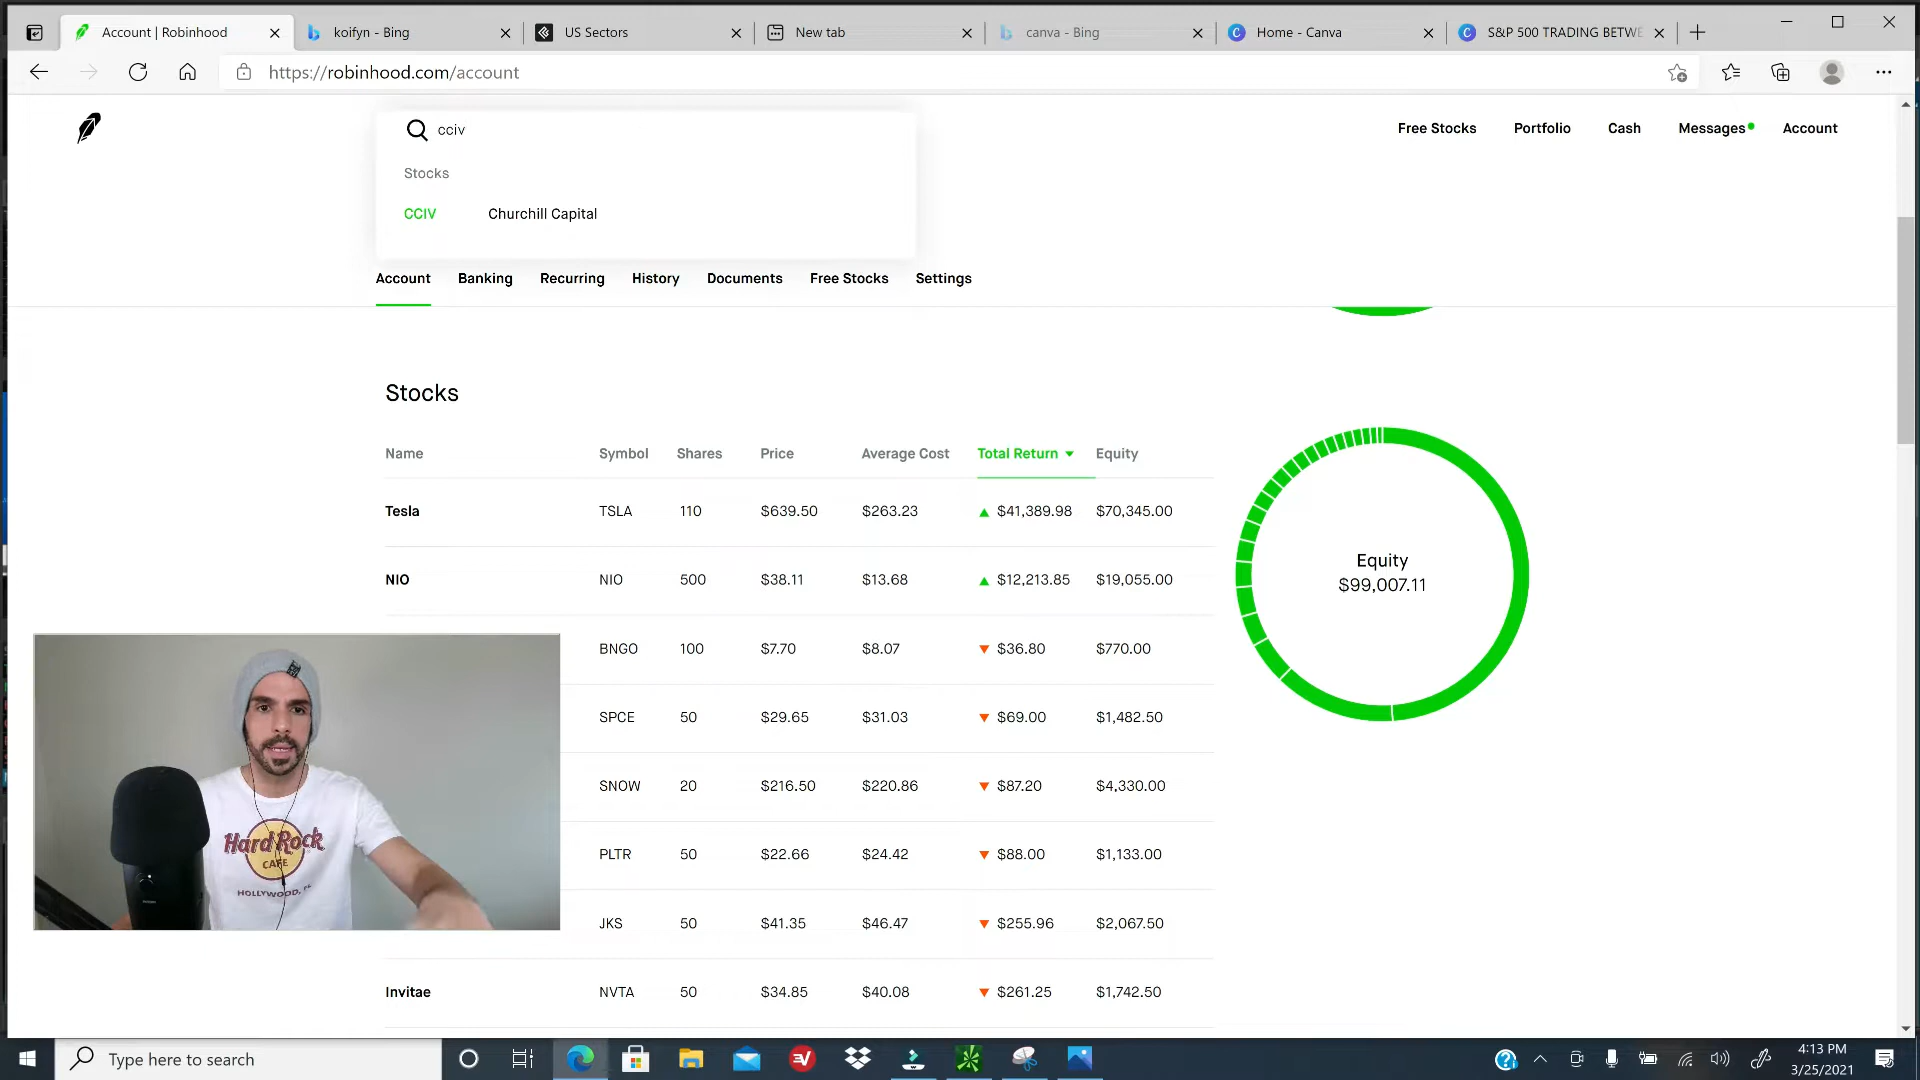 Account | Robinhood
koifyn - Bing
US Sectors
New tab
canva - Bing
Home - Canva
S&P 500 TRADING BETWE
https://robinhood.com/account
cciv
Free Stocks
Portfolio
Cash
Messages
Account
Stocks
CCIV Churchill Capital
Account
Banking
Recurring
History
Documents
Free Stocks
Settings
Stocks
Name Symbol Shares Price Average Cost Total Return Equity
Tesla TSLA 110 $639.50 $263.23 $41,389.98 $70,345.00
NIO NIO 500 $38.11 $13.68 $12,213.85 $19,055.00
BNGO 100 $7.70 $8.07 $36.80 $770.00
SPCE 50 $29.65 $31.03 $69.00 $1,482.50
SNOW 20 $216.50 $220.86 $87.20 $4,330.00
PLTR 50 $22.66 $24.42 $88.00 $1,133.00
JKS 50 $41.35 $46.47 $255.96 $2,067.50
Invitae NVTA 50 $34.85 $40.08 $261.25 $1,742.50
Equity
$99,007.11
Hard Rock
CAFE
HOLLYWOOD, FL
Type here to search
4:13 PM
3/25/2021